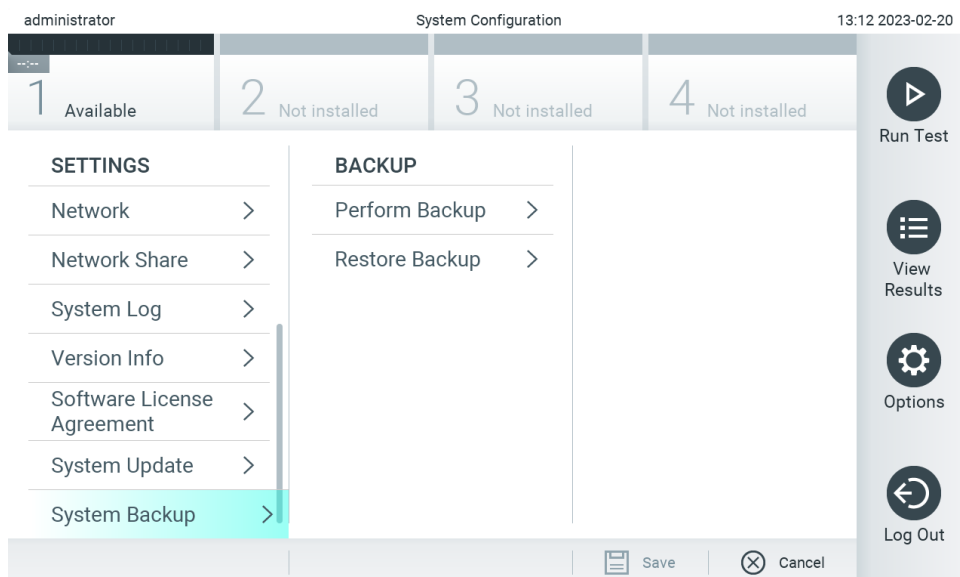 administrator System Configuration 13:12 2023-02-20
--:--
1 Available 2 Not installed 3 Not installed 4 Not installed
Run Test
SETTINGS
Network
Network Share
System Log
Version Info
Software License
Agreement
System Update
System Backup
BACKUP
Perform Backup
Restore Backup
View
Results
Options
Log Out
Save Cancel